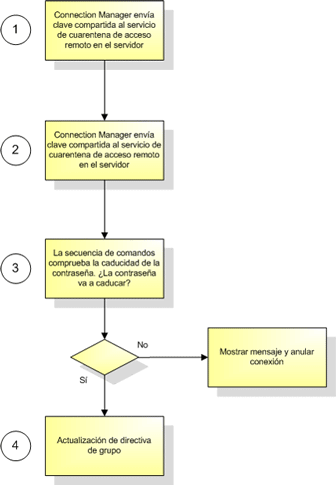 1
Connection Manager envía
clave compartida al servicio
de cuarentena de acceso
remoto en el servidor
2
Connection Manager envía
clave compartida al servicio de
cuarentena de acceso remoto
en el servidor
3
La secuencia de comandos
comprueba la caducidad de la
contraseña. ¿La contraseña
va a caducar?
No
Mostrar mensaje y anular
conexión
Sí
4
Actualización de directiva
de grupo